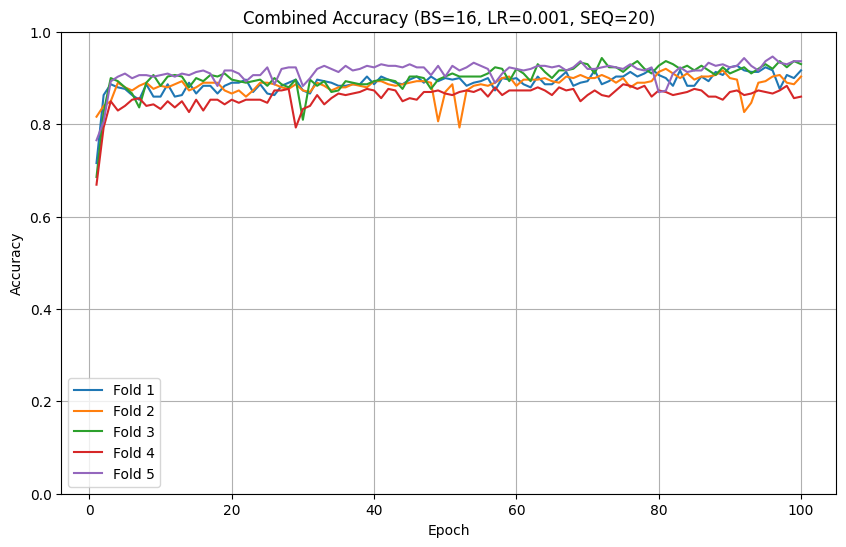 Combined Accuracy (BS=16, LR=0.001, SEQ=20)
1.0
0.8
0.6
0.4
0.2
0.0
Accuracy
Fold 1
Fold 2
Fold 3
Fold 4
Fold 5
0 20 40 60 80 100
Epoch